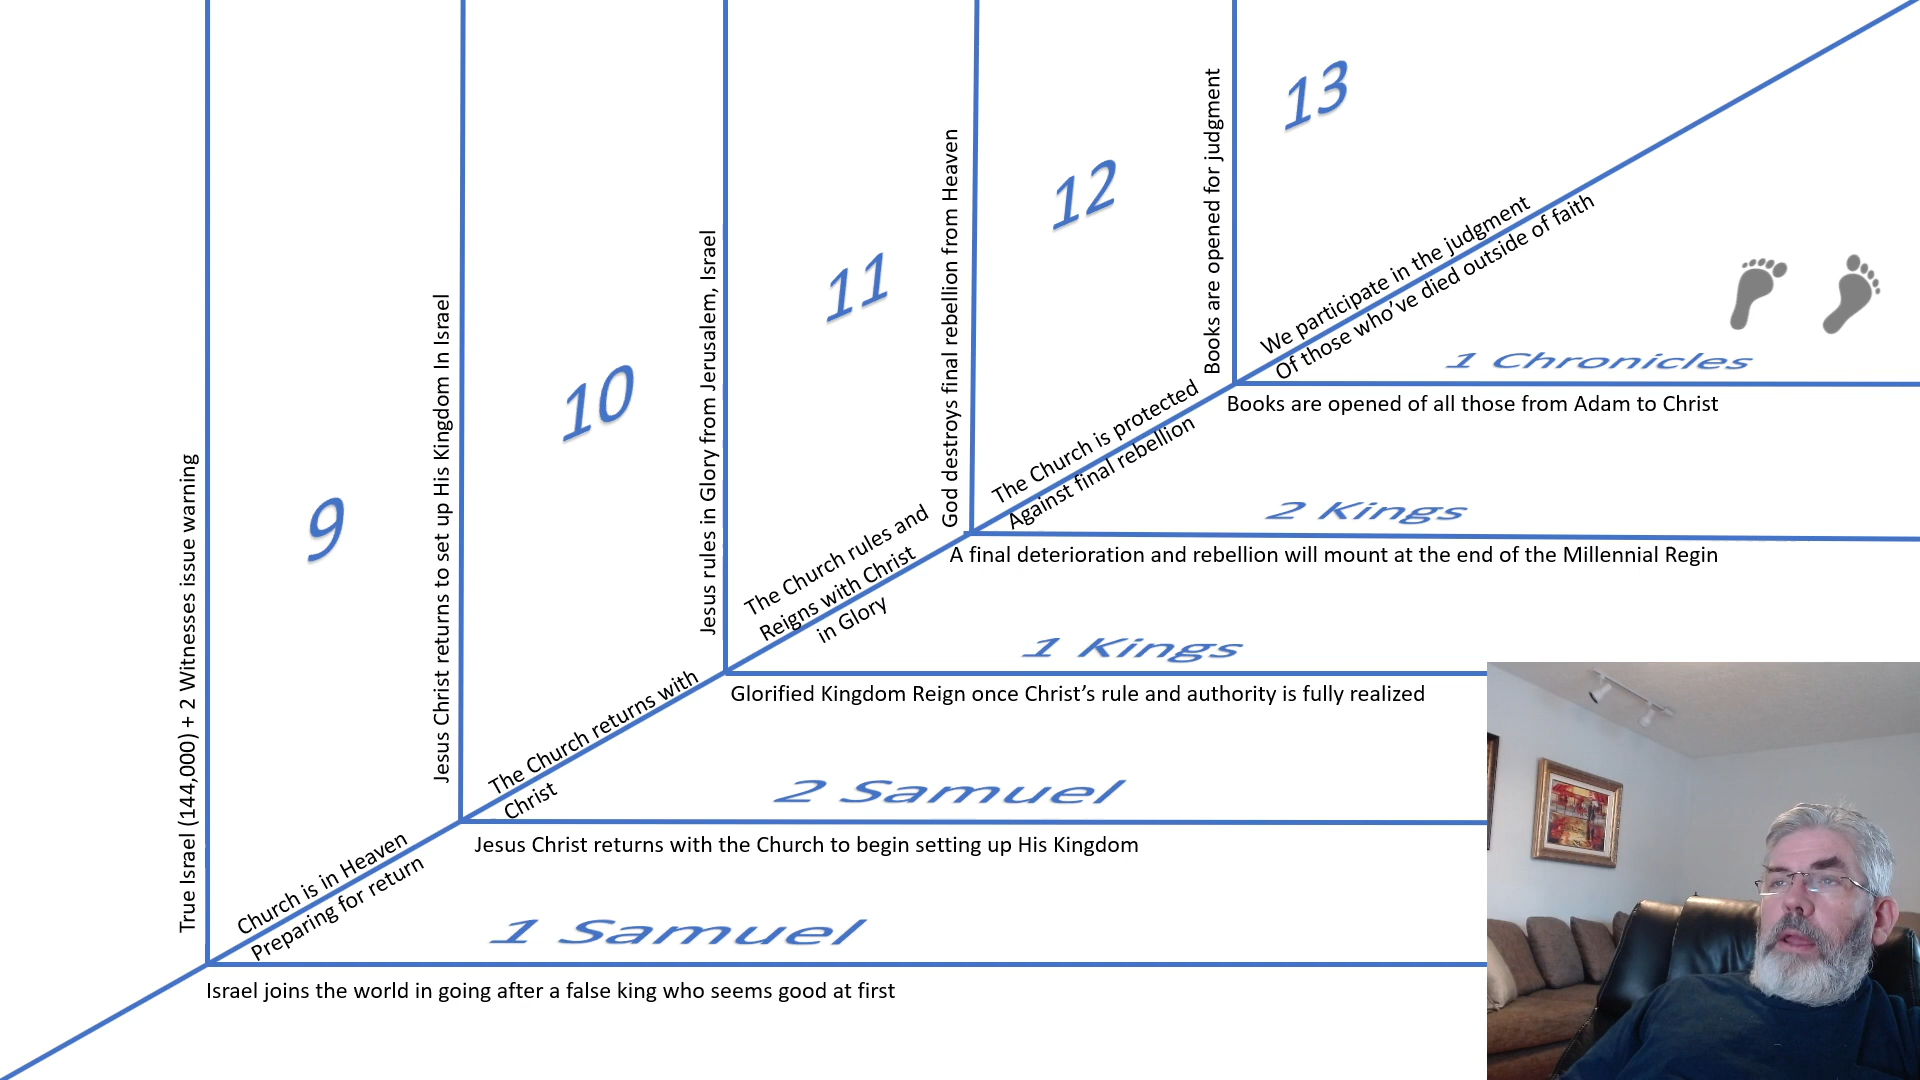 True Israel (144,000) + 2 Witnesses issue warning
9
Church is in Heaven
Preparing for return
1 Samuel
Israel joins the world in going after a false king who seems good at first
Jesus Christ returns to set up His Kingdom In Israel
10
The Church returns with
Christ
2 Samuel
Jesus Christ returns with the Church to begin setting up His Kingdom
Jesus rules in Glory from Jerusalem, Israel
11
The Church rules and
Reigns with Christ
in Glory
1 Kings
Glorified Kingdom Reign once Christ’s rule and authority is fully realized
God destroys final rebellion from Heaven
12
The Church is protected
Against final rebellion
2 Kings
A final deterioration and rebellion will mount at the end of the Millennial Regin
Books are opened for judgment
13
We participate in the judgment
Of those who’ve died outside of faith
1 Chronicles
Books are opened of all those from Adam to Christ